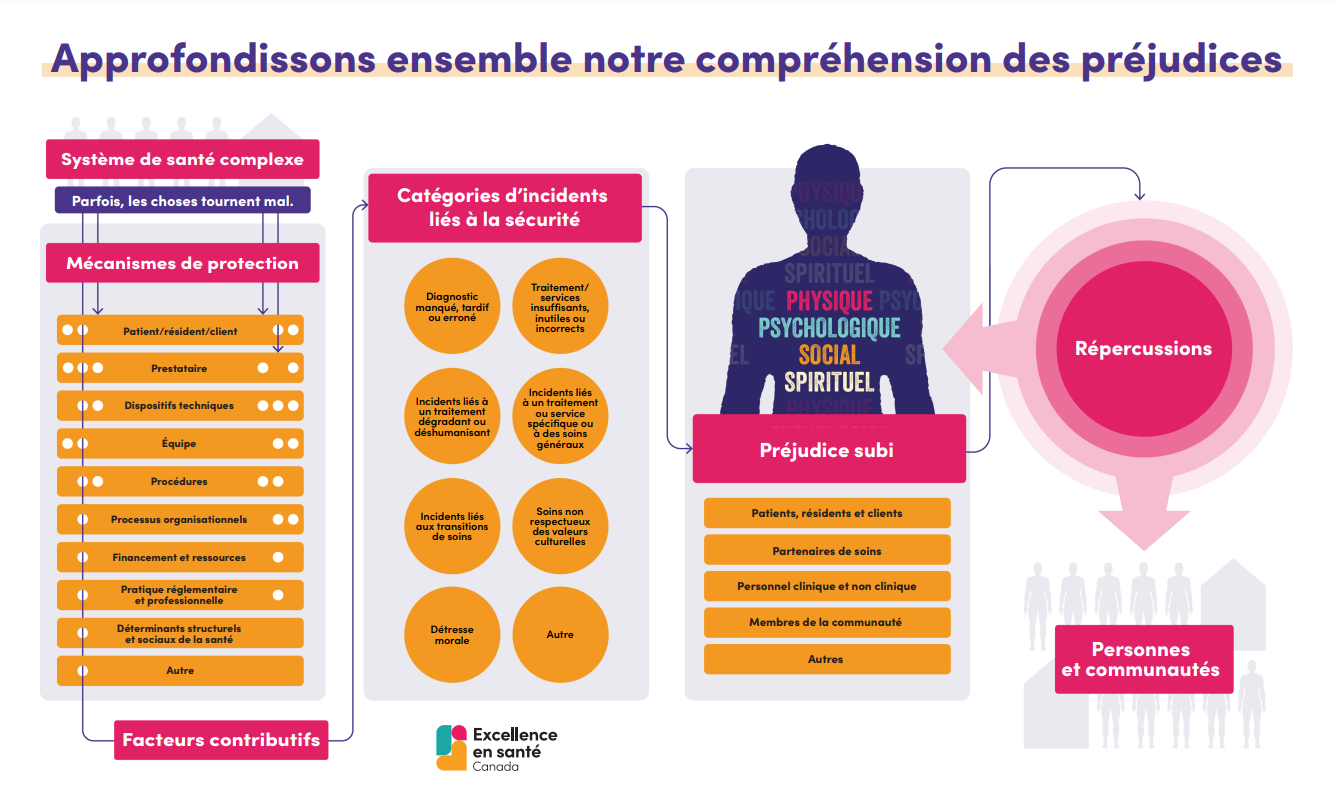 Approfondissons ensemble notre compréhension des préjudices
Système de santé complexe
Parfois, les choses tournent mal.
Mécanismes de protection
Patient/résident/client
Prestataire
Dispositifs techniques
Équipe
Procédures
Processus organisationnels
Financement et ressources
Pratique réglementaire
et professionnelle
Déterminants structurels
et sociaux de la santé
Autre
Facteurs contributifs
Catégories d’incidents
liés à la sécurité
Diagnostic
manqué, tardif
ou erroné
Traitement/
services
insuffisants,
inutiles ou
incorrects
Incidents liés à
un traitement
dégradant ou
déshumanisant
Incidents liés
à un traitement
ou service
spécifique ou
à des soins
généraux
Incidents liés
aux transitions
de soins
Soins non
respectueux
des valeurs
culturelles
Détresse
morale
Autre
Excellence
en santé
Canada
PHYSIQUE
SOCIAL
SPIRITUEL
PHYSIQUE
PSYCHOLOGIQUE
SOCIAL
SPIRITUEL
PHYSIQUE
Préjudice subi
Patients, résidents et clients
Partenaires de soins
Personnel clinique et non clinique
Membres de la communauté
Autres
Répercussions
Personnes
et communautés